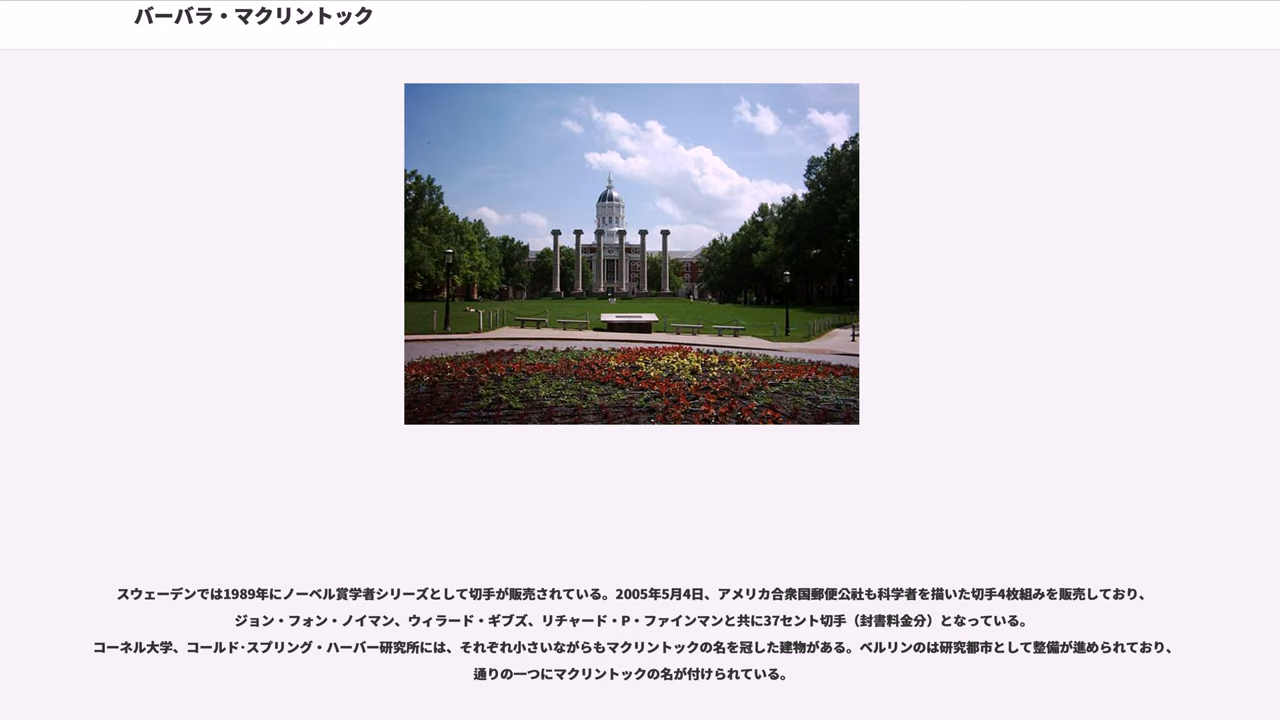 バーバラ・マクリントック
スウェーデンでは1989年にノーベル賞学者シリーズとして切手が販売されている。2005年5月4日、アメリカ合衆国郵便公社も科学者を描いた切手4枚組みを販売しており、
ジョン・フォン・ノイマン、ウィラード・ギブズ、リチャード・P・ファインマンと共に37セント切手（封書料金分）となっている。
コーネル大学、コールド·スプリング・ハーバー研究所には、それぞれ小さいながらもマクリントックの名を冠した建物がある。ベルリンのは研究都市として整備が進められており、
通りの一つにマクリントックの名が付けられている。